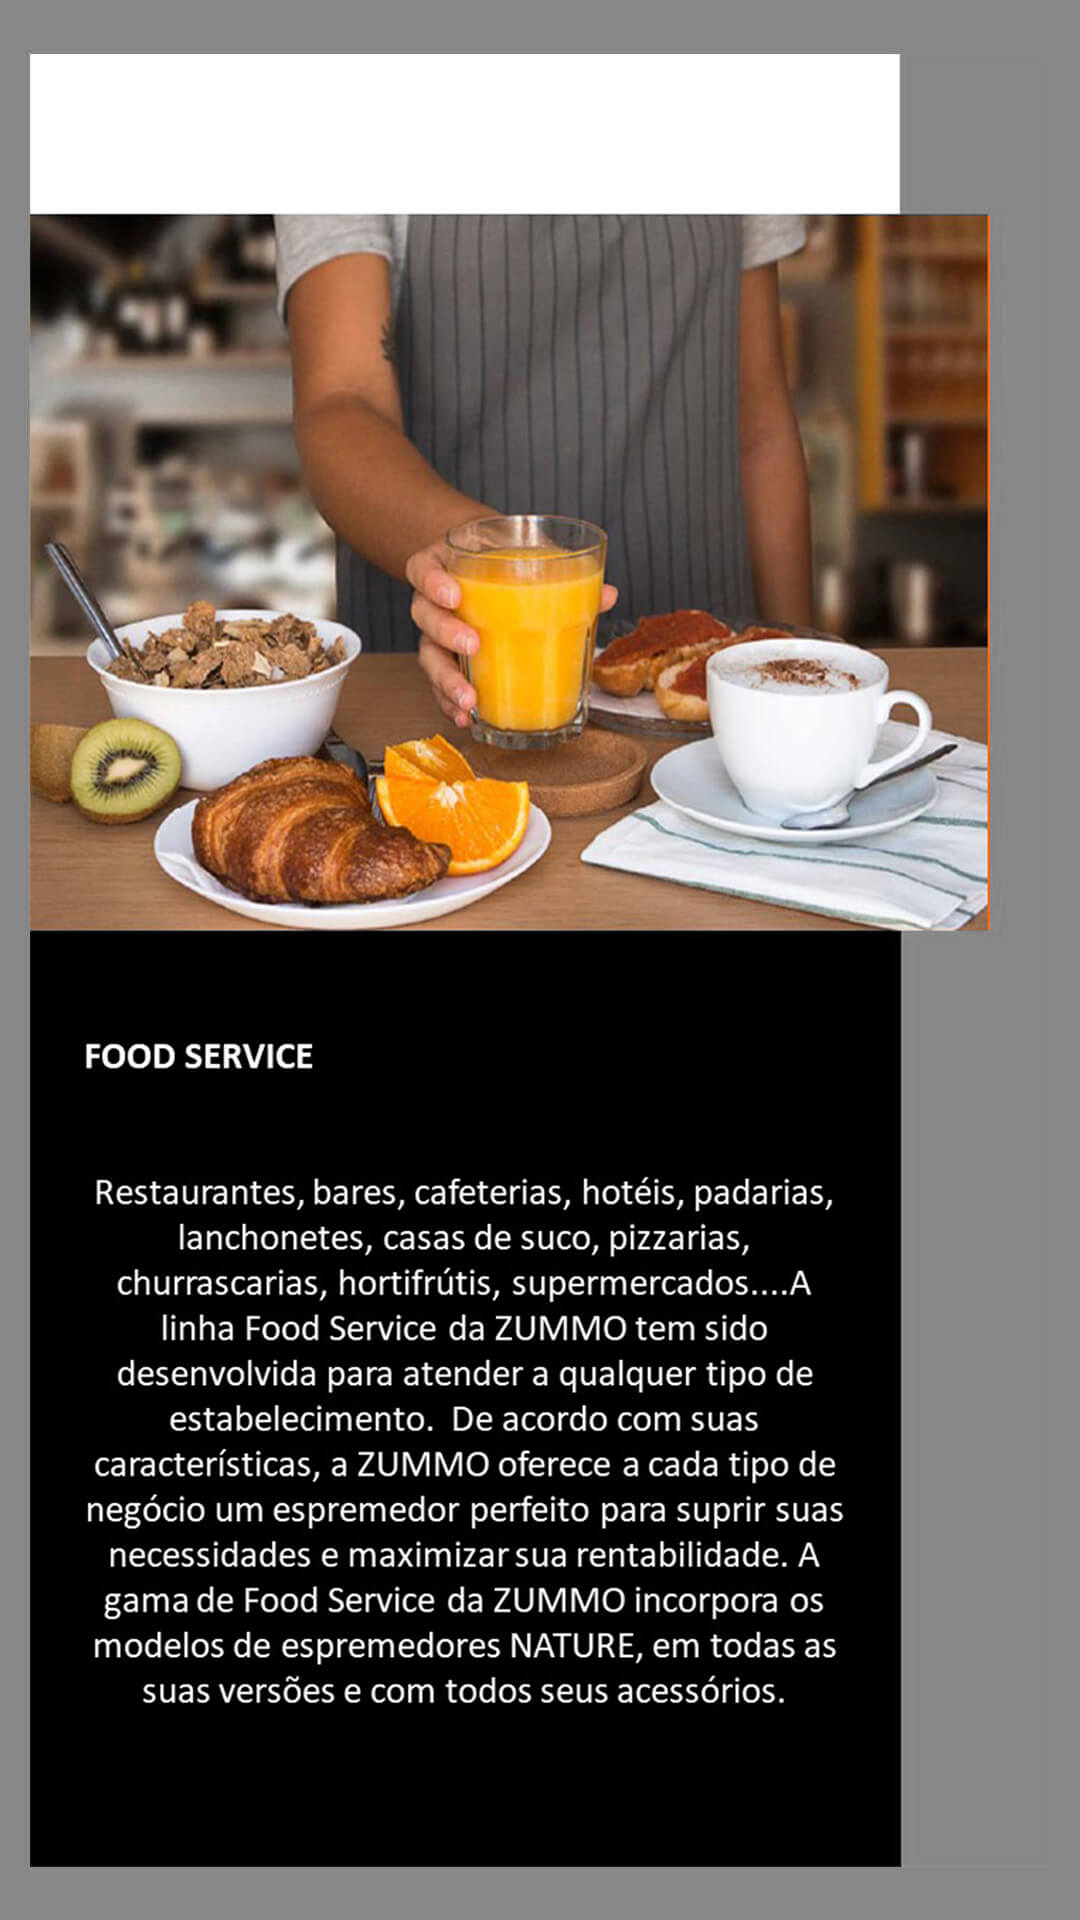 FOOD SERVICE
Restaurantes, bares, cafeterias, hotéis, padarias,
lanchonetes, casas de suco, pizzarias,
churrascarias, hortifrútis, supermercados....A
linha Food Service da ZUMMO tem sido
desenvolvida para atender a qualquer tipo de
estabelecimento.  De acordo com suas
características, a ZUMMO oferece a cada tipo de
negócio um espremedor perfeito para suprir suas
necessidades e maximizar sua rentabilidade. A
gama de Food Service da ZUMMO incorpora os
modelos de espremedores NATURE, em todas as
suas versões e com todos seus acessórios.